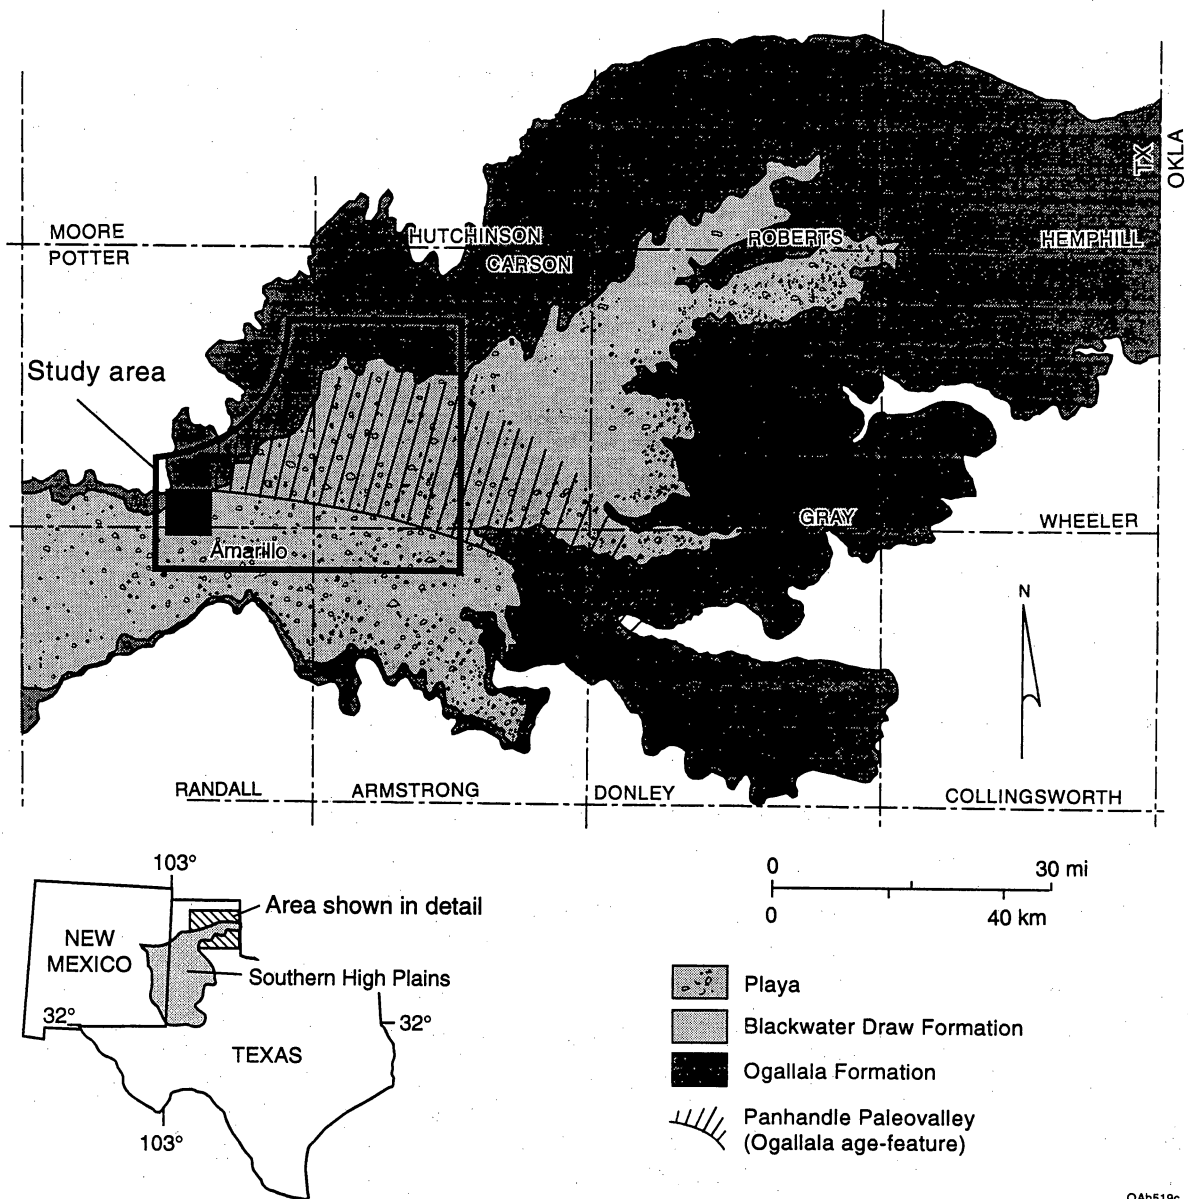 TX
OKLA
MOORE
POTTER
HUTCHINSON
CARSON
ROBERTS
HEMPHILL
Study area
GRAY
WHEELER
Amarillo
N
RANDALL
ARMSTRONG
DONLEY
COLLINGSWORTH
103°
0
30 mi
0
40 km
Area shown in detail
NEW
MEXICO
Southern High Plains
32°
32°
TEXAS
103°
Playa
Blackwater Draw Formation
Ogallala Formation
Panhandle Paleovalley
(Ogallala age-feature)
QAb519c